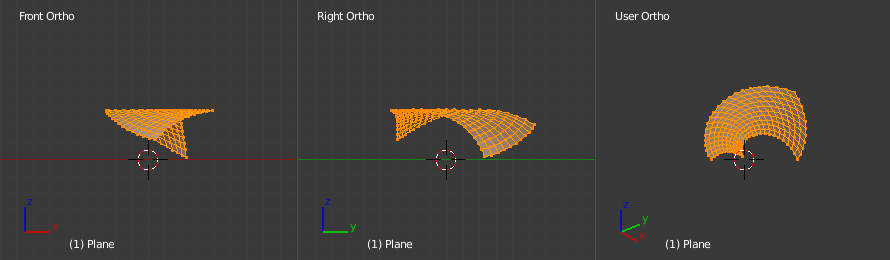 Front Ortho
Right Ortho
User Ortho
z
x
(1) Plane
z
y
(1) Plane
z
y
x
(1) Plane